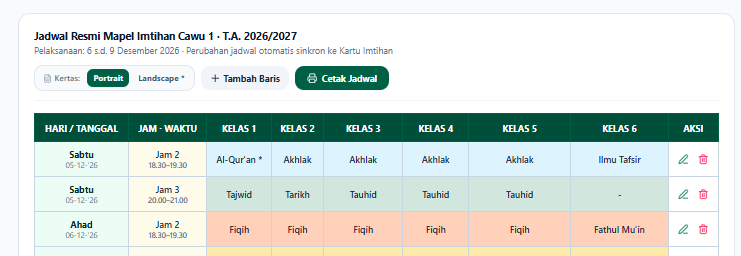 Jadwal Resmi Mapel Imtihan Cawu 1 · T.A. 2026/2027
Pelaksanaan: 6 s.d. 9 Desember 2026 · Perubahan jadwal otomatis sinkron ke Kartu Imtihan
Kertas: Portrait Landscape * + Tambah Baris Cetak Jadwal
HARI / TANGGAL JAM - WAKTU KELAS 1 KELAS 2 KELAS 3 KELAS 4 KELAS 5 KELAS 6 AKSI
Sabtu Jam 2 Al-Qur'an * Akhlak Akhlak Akhlak Akhlak Ilmu Tafsir
05-12-'26 18.30–19.30
Sabtu Jam 3 Tajwid Tarikh Tauhid Tauhid Tauhid -
05-12-'26 20.00–21.00
Ahad Jam 2 Fiqih Fiqih Fiqih Fiqih Fiqih Fathul Mu'in
06-12-'26 18.30–19.30